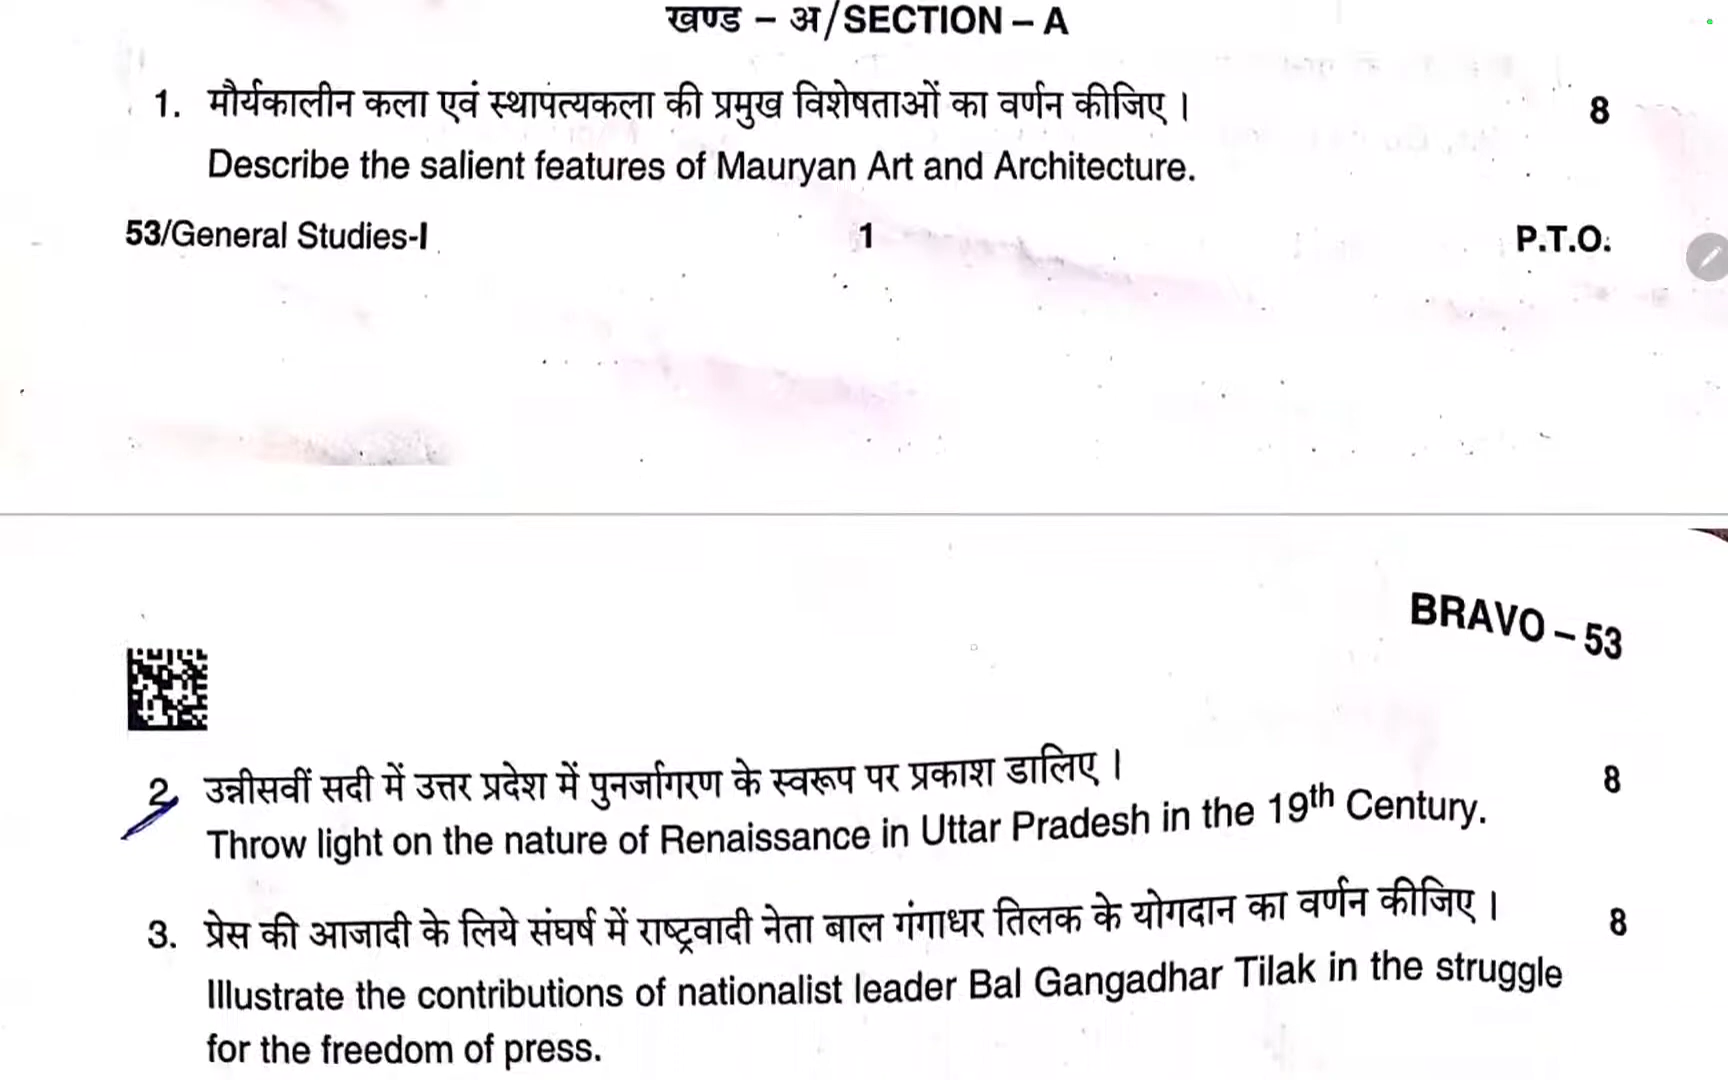 खण्ड – अ/SECTION – A
1. मौर्यकालीन कला एवं स्थापत्यकला की प्रमुख विशेषताओं का वर्णन कीजिए । 8
Describe the salient features of Mauryan Art and Architecture.
53/General Studies-I 1 P.T.O.
BRAVO – 53
2. उन्नीसवीं सदी में उत्तर प्रदेश में पुनर्जागरण के स्वरूप पर प्रकाश डालिए । 8
Throw light on the nature of Renaissance in Uttar Pradesh in the 19th Century.
3. प्रेस की आजादी के लिये संघर्ष में राष्ट्रवादी नेता बाल गंगाधर तिलक के योगदान का वर्णन कीजिए । 8
Illustrate the contributions of nationalist leader Bal Gangadhar Tilak in the struggle
for the freedom of press.